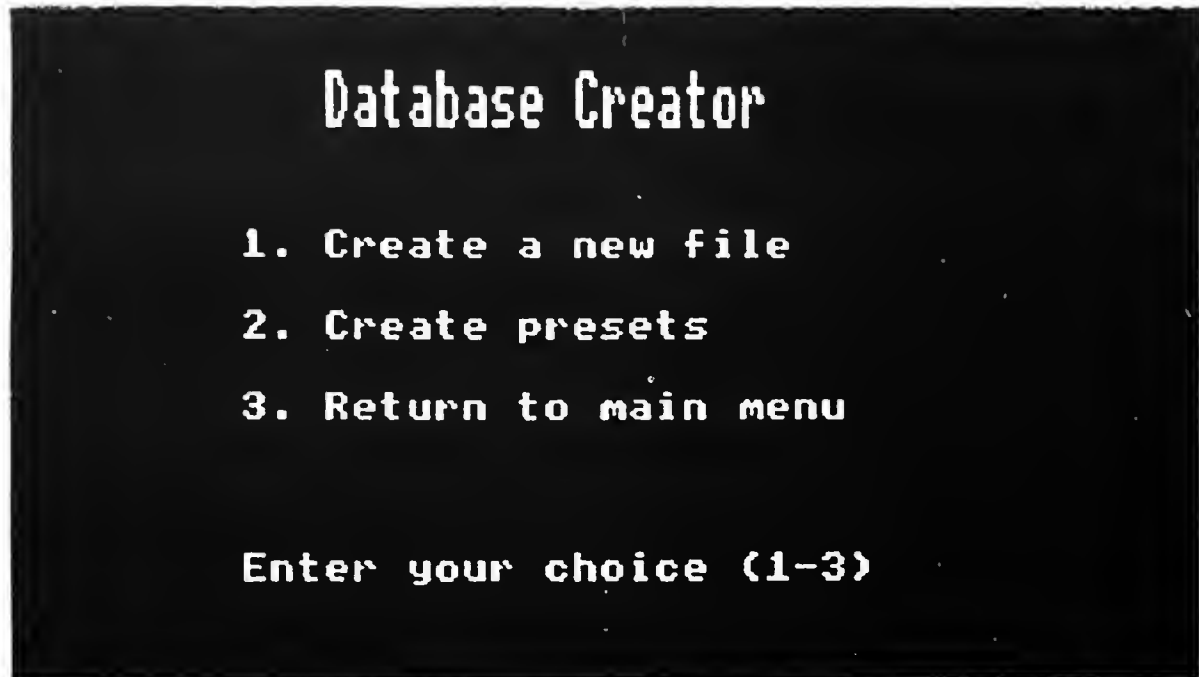 Database Creator
1. Create a new file
2. Create presets
3. Return to main menu
Enter your choice (1-3)